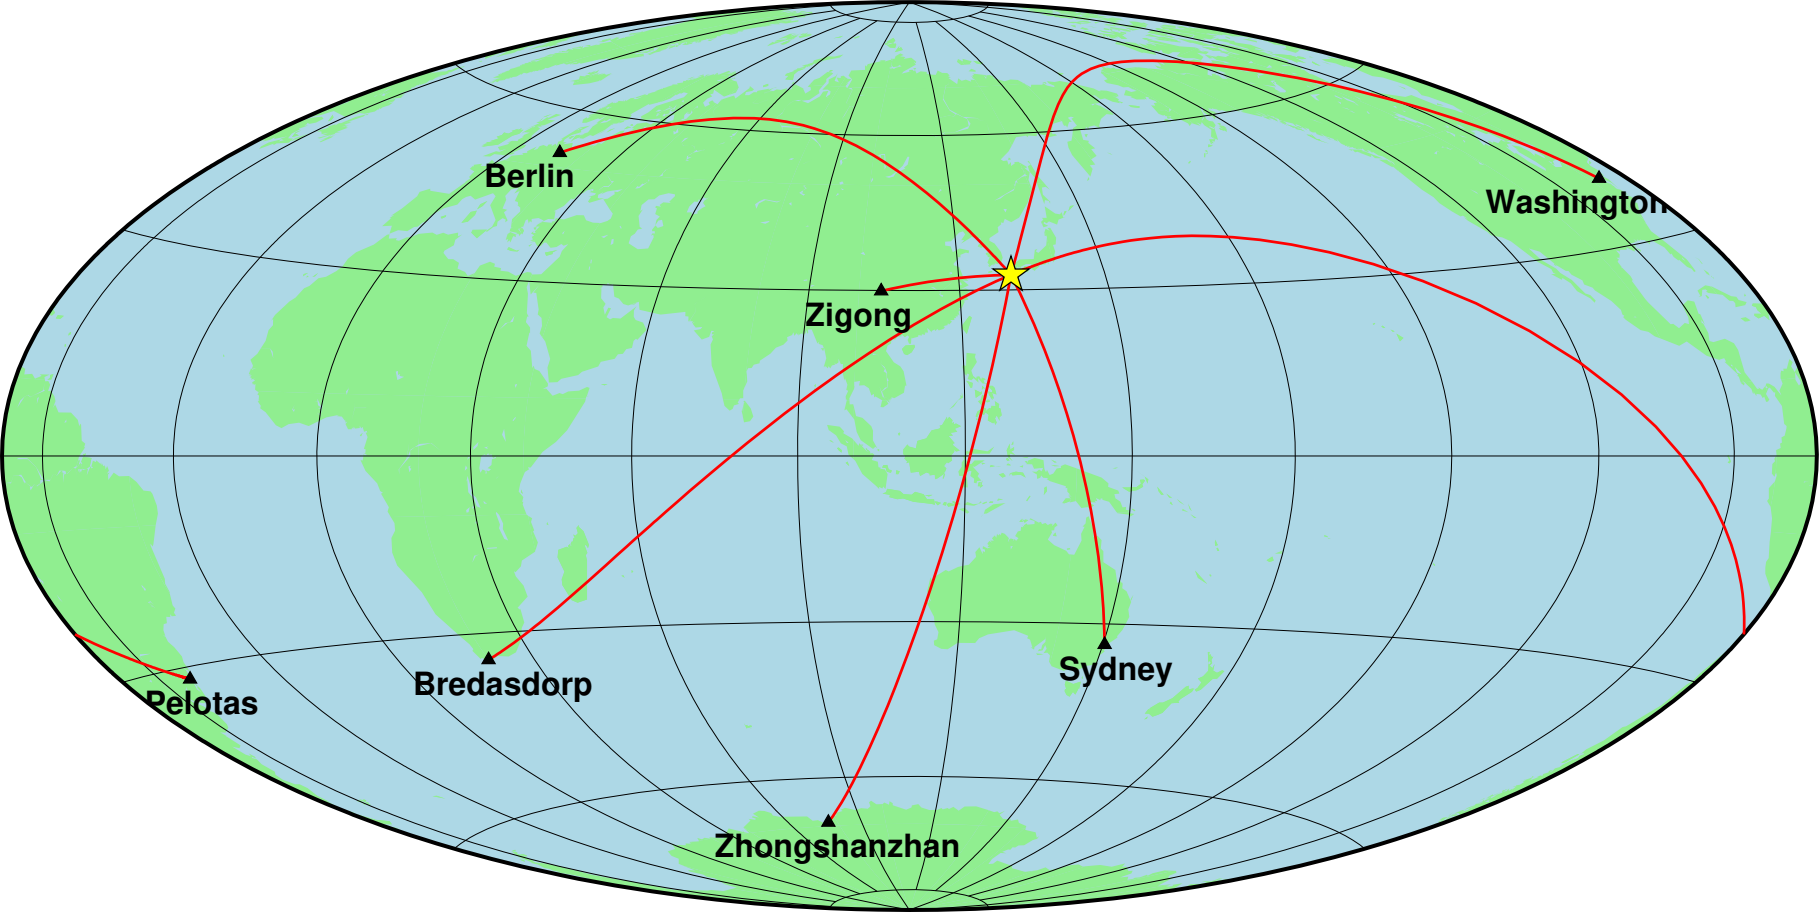 Berlin
Washington
Zigong
Sydney
Bredasdorp
Pelotas
Zhongshanzhan